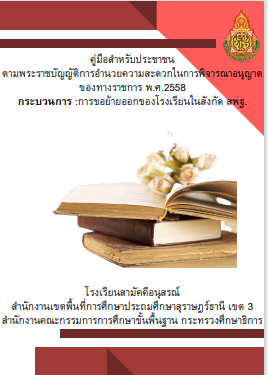 คู่มือสำหรับประชาชน
ตามพระราชบัญญัติการอำนวยความสะดวกในการพิจารณาอนุญาต
ของทางราชการ พ.ศ.2558
กระบวนการ :การขอย้ายออกของโรงเรียนในสังกัด สพฐ.
โรงเรียนสามัคคีอนุสรณ์
สำนักงานเขตพื้นที่การศึกษาประถมศึกษาสุราษฎร์ธานี เขต 3
สำนักงานคณะกรรมการการศึกษาขั้นพื้นฐาน กระทรวงศึกษาธิการ